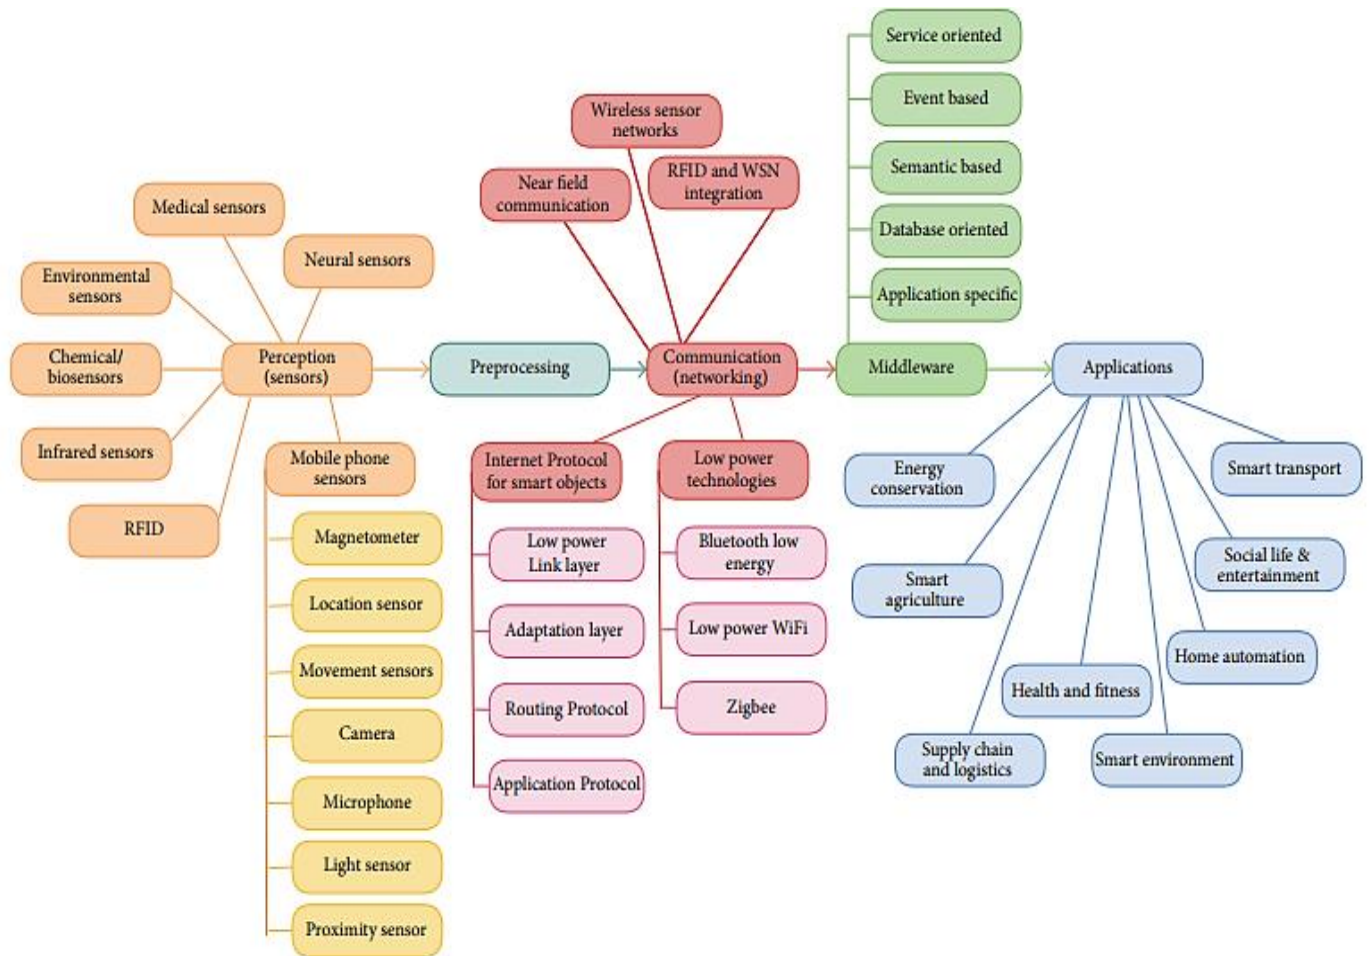 Service oriented
Event based
Semantic based
Database oriented
Application specific
Wireless sensor
networks
Near field
communication
RFID and WSN
integration
Medical sensors
Neural sensors
Environmental
sensors
Chemical/
biosensors
Infrared sensors
RFID
Perception
(sensors)
Preprocessing
Communication
(networking)
Middleware
Applications
Mobile phone
sensors
Magnetometer
Location sensor
Movement sensors
Camera
Microphone
Light sensor
Proximity sensor
Internet Protocol
for smart objects
Low power
Link layer
Adaptation layer
Routing Protocol
Application Protocol
Low power
technologies
Bluetooth low
energy
Low power WiFi
Zigbee
Energy
conservation
Smart
agriculture
Supply chain
and logistics
Health and fitness
Smart environment
Home automation
Social life &
entertainment
Smart transport